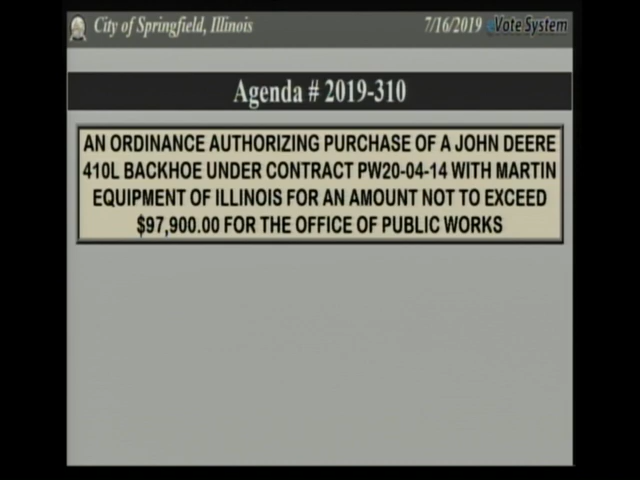 City of Springfield, Illinois 7/16/2019 eVote System
Agenda # 2019-310
AN ORDINANCE AUTHORIZING PURCHASE OF A JOHN DEERE
410L BACKHOE UNDER CONTRACT PW20-04-14 WITH MARTIN
EQUIPMENT OF ILLINOIS FOR AN AMOUNT NOT TO EXCEED
$97,900.00 FOR THE OFFICE OF PUBLIC WORKS